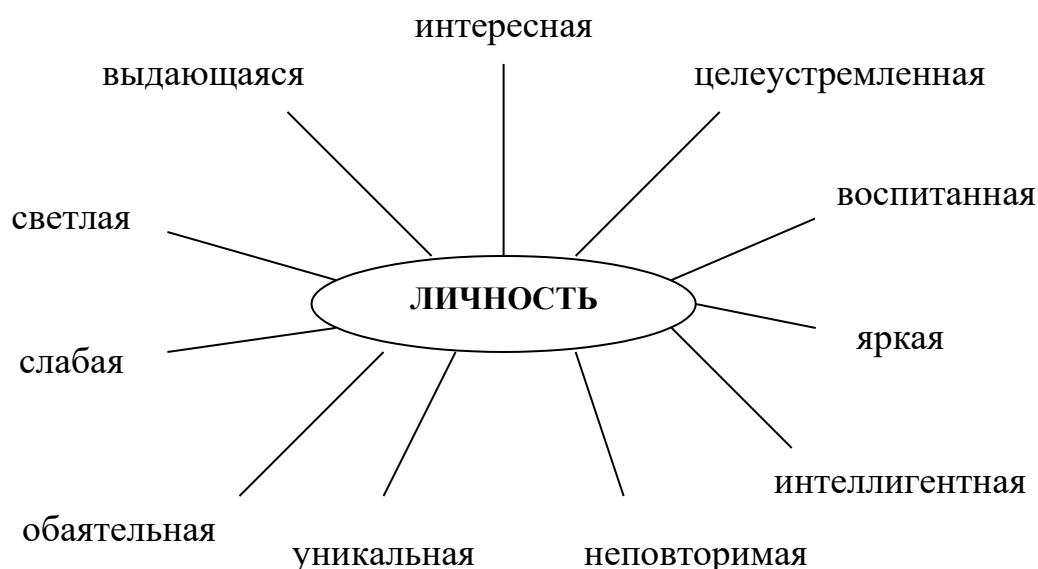 интересная
выдающаяся
целеустремленная
воспитанная
светлая
ЛИЧНОСТЬ
яркая
слабая
интеллигентная
обаятельная
уникальная
неповторимая